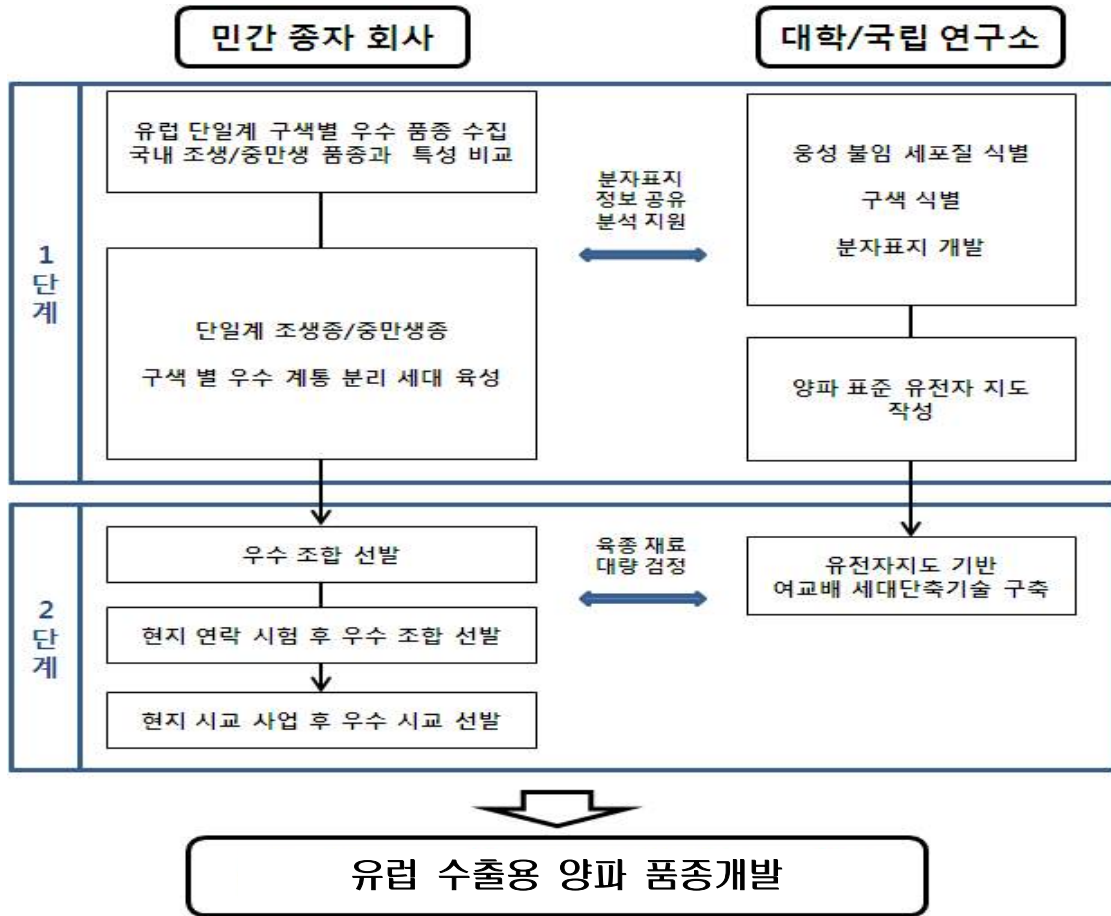 민간 종자 회사
대학/국립 연구소
1
단
계
유럽 단일계 구색별 우수 품종 수집
국내 조생/중만생 품종과 특성 비교
단일계 조생종/중만생종
구색 별 우수 계통 분리 세대 육성
분자표지
정보 공유
분석 지원
웅성 불임 세포질 식별
구색 식별
분자표지 개발
양파 표준 유전자 지도
작성
2
단
계
우수 조합 선발
현지 연락 시험 후 우수 조합 선발
현지 시교 사업 후 우수 시교 선발
육종 재료
대량 검정
유전자지도 기반
여교배 세대단축기술 구축
유럽 수출용 양파 품종개발